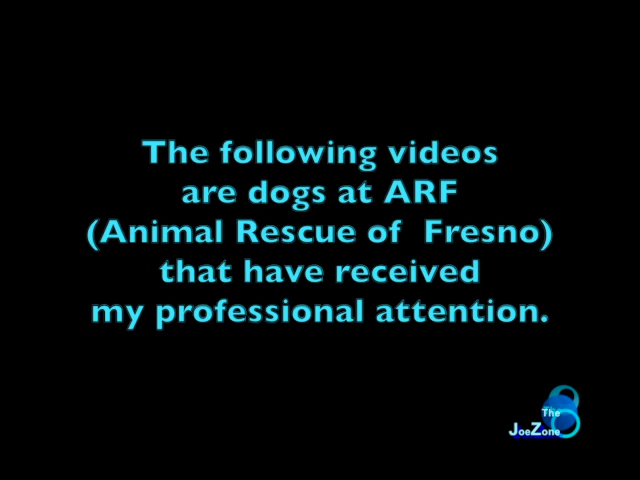 The following videos
are dogs at ARF
(Animal Rescue of Fresno)
that have received
my professional attention.
The
JoeZone